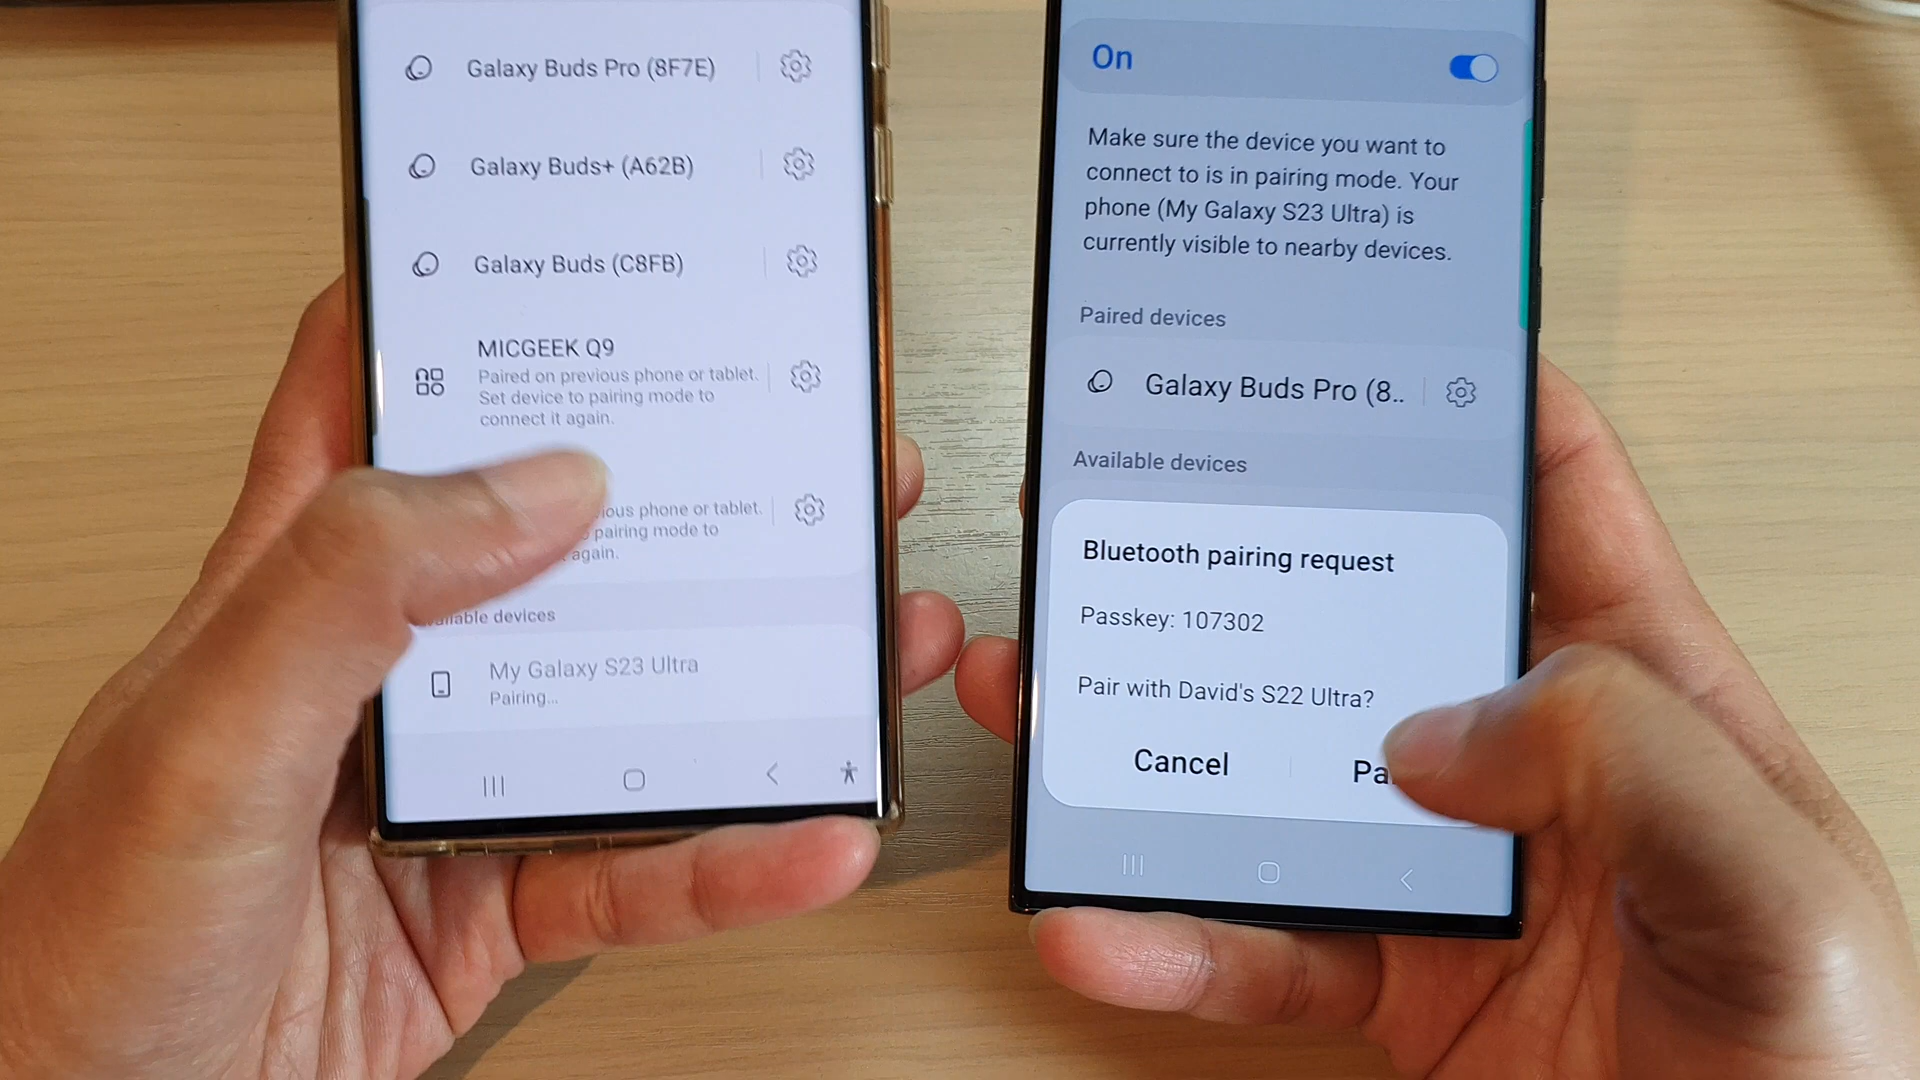 Galaxy Buds Pro (8F7E)
Galaxy Buds+ (A62B)
Galaxy Buds (C8FB)
MICGEEK Q9
Paired on previous phone or tablet.
Set device to pairing mode to
connect it again.
phone or tablet.
pairing mode to
again.
devices
My Galaxy S23 Ultra
Pairing...
On
Make sure the device you want to
connect to is in pairing mode. Your
phone (My Galaxy S23 Ultra) is
currently visible to nearby devices.
Paired devices
Galaxy Buds Pro (8..
Available devices
Bluetooth pairing request
Passkey: 107302
Pair with David's S22 Ultra?
Cancel